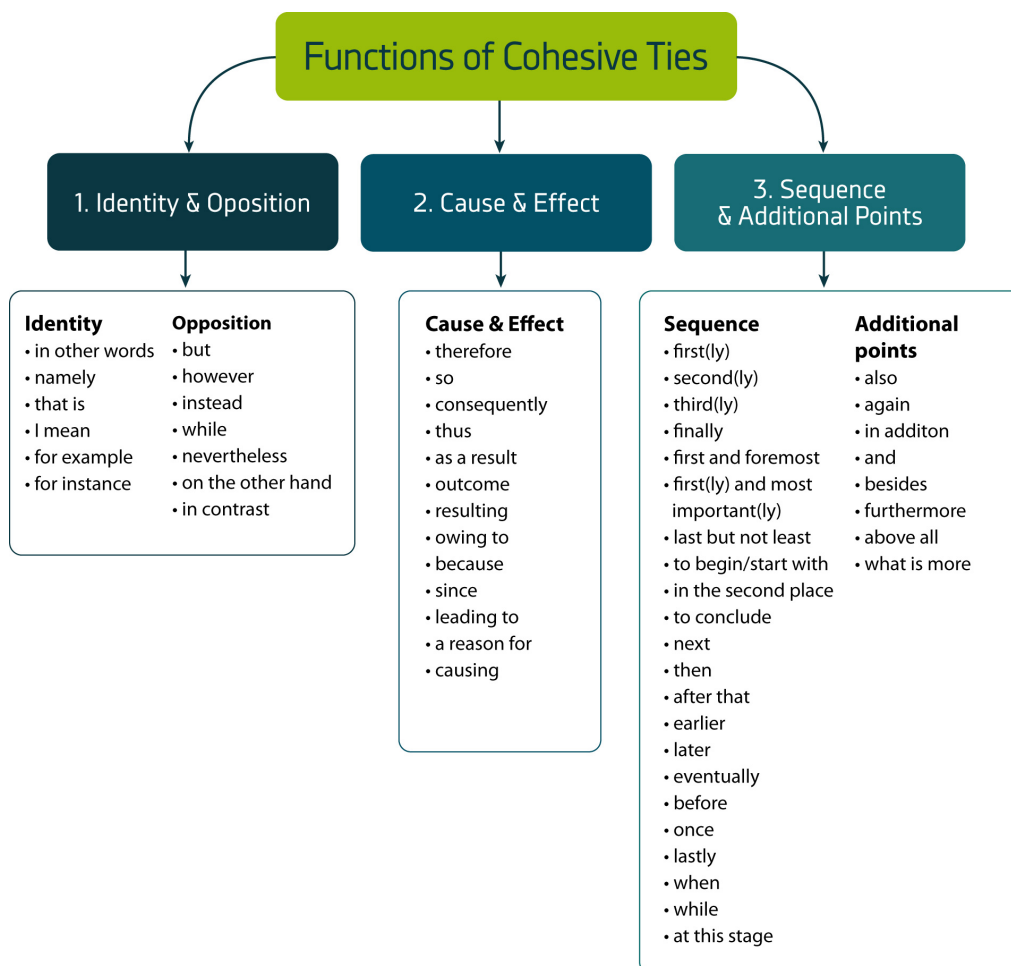 Functions of Cohesive Ties
1. Identity & Oposition
2. Cause & Effect
3. Sequence
& Additional Points
Identity
• in other words
• namely
• that is
• I mean
• for example
• for instance
Opposition
• but
• however
• instead
• while
• nevertheless
• on the other hand
• in contrast
Cause & Effect
• therefore
• so
• consequently
• thus
• as a result
• outcome
• resulting
• owing to
• because
• since
• leading to
• a reason for
• causing
Sequence
• first(ly)
• second(ly)
• third(ly)
• finally
• first and foremost
• first(ly) and most
important(ly)
• last but not least
• to begin/start with
• in the second place
• to conclude
• next
• then
• after that
• earlier
• later
• eventually
• before
• once
• lastly
• when
• while
• at this stage
Additional
points
• also
• again
• in additon
• and
• besides
• furthermore
• above all
• what is more